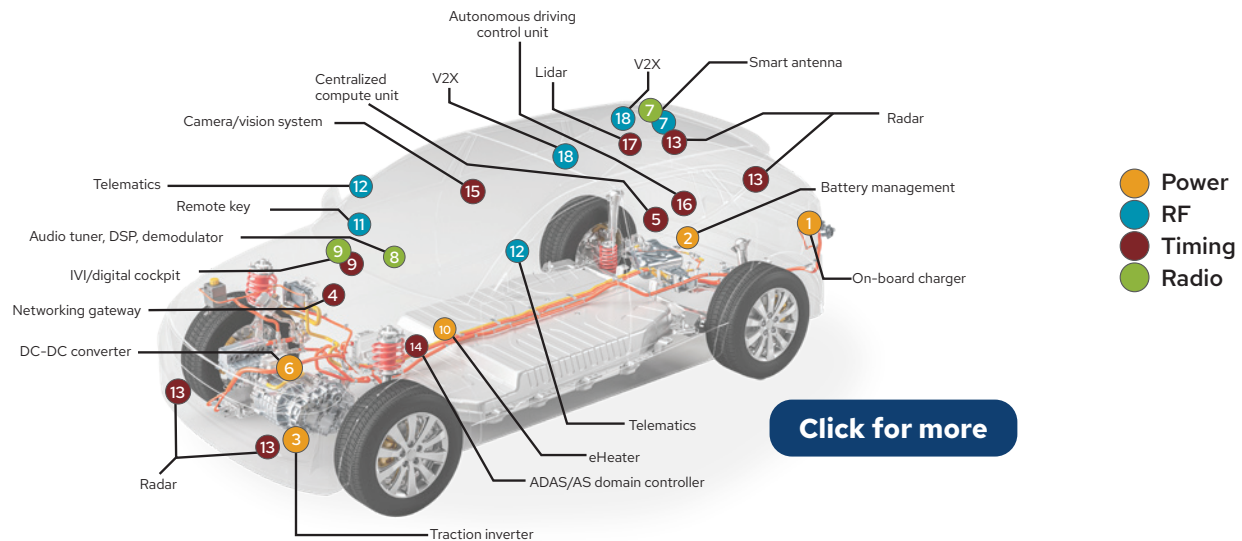 Autonomous driving
control unit
V2X
Smart antenna
Lidar
V2X
Centralized
compute unit
Camera/vision system
Radar
18
7
7
17
13
18
13
Telematics
12
15
Battery management
Remote key
11
16
5
1
Audio tuner, DSP, demodulator
2
9
9
8
12
IVI/digital cockpit
On-board charger
4
Networking gateway
10
14
DC-DC converter
6
13
Telematics
13
3
eHeater
Radar
ADAS/AS domain controller
Traction inverter
Power
RF
Timing
Radio
Click for more